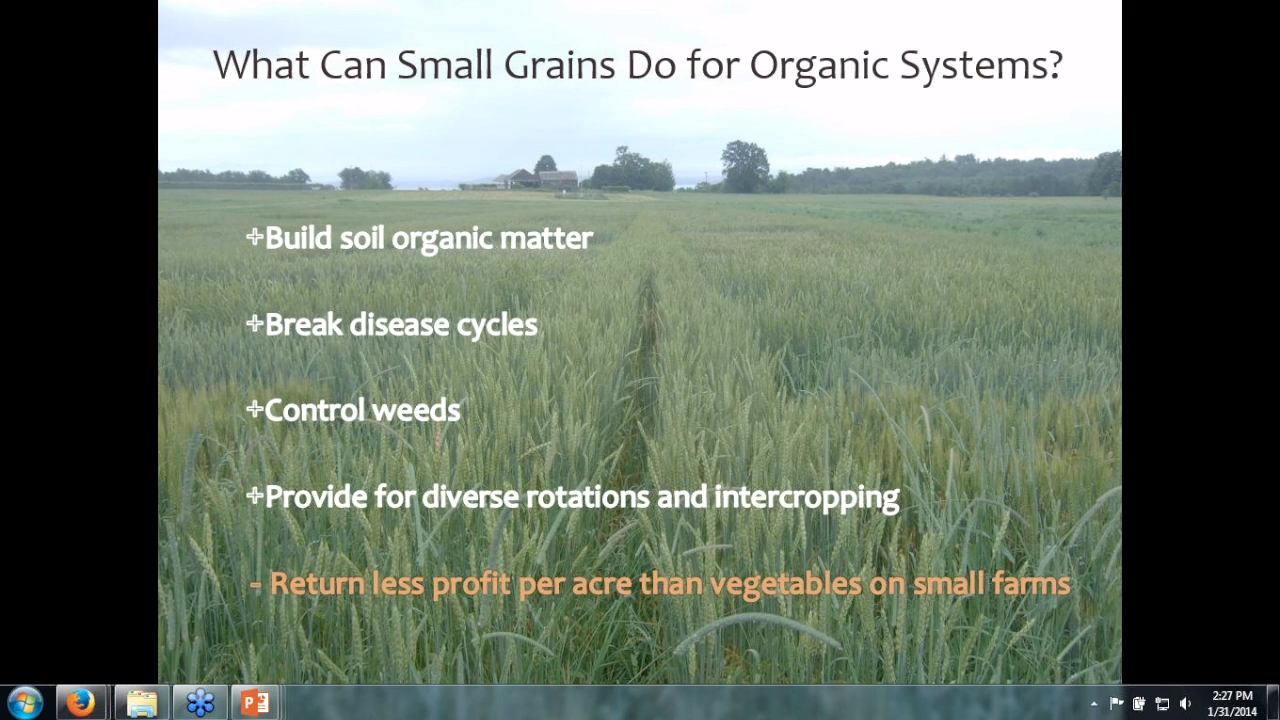 What Can Small Grains Do for Organic Systems?
+Build soil organic matter
+Break disease cycles
+Control weeds
+Provide for diverse rotations and intercropping
- Return less profit per acre than vegetables on small farms
2:27 PM
1/31/2014